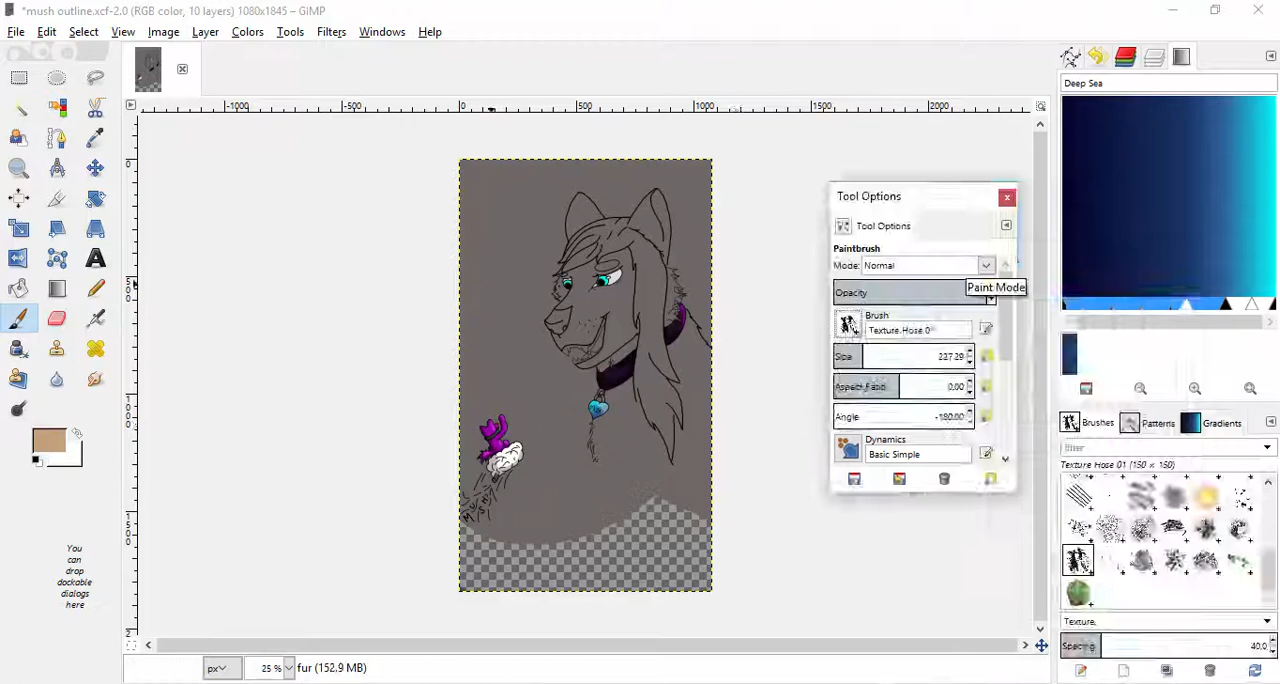 *mush outline.xcf-2.0 (RGB color, 10 layers) 1080x1845 – GIMP
File Edit Select View Image Layer Colors Tools Filters Windows Help
-1000 -500 0 500 1000 1500 2000
Deep Sea
Tool Options
Tool Options
Paintbrush
Mode: Normal
Paint Mode
Opacity
Brush
Texture Hose 0
Size 227.29
Aspect Ratio 0.00
Angle -180.00
Dynamics
Basic Simple
Brushes Patterns Gradients
filter
Texture Hose 01 (150 × 150)
MUSH
You
can
drop
dockable
dialogs
here
Texture,
Spacing 40.0
px 25 % fur (152.9 MB)